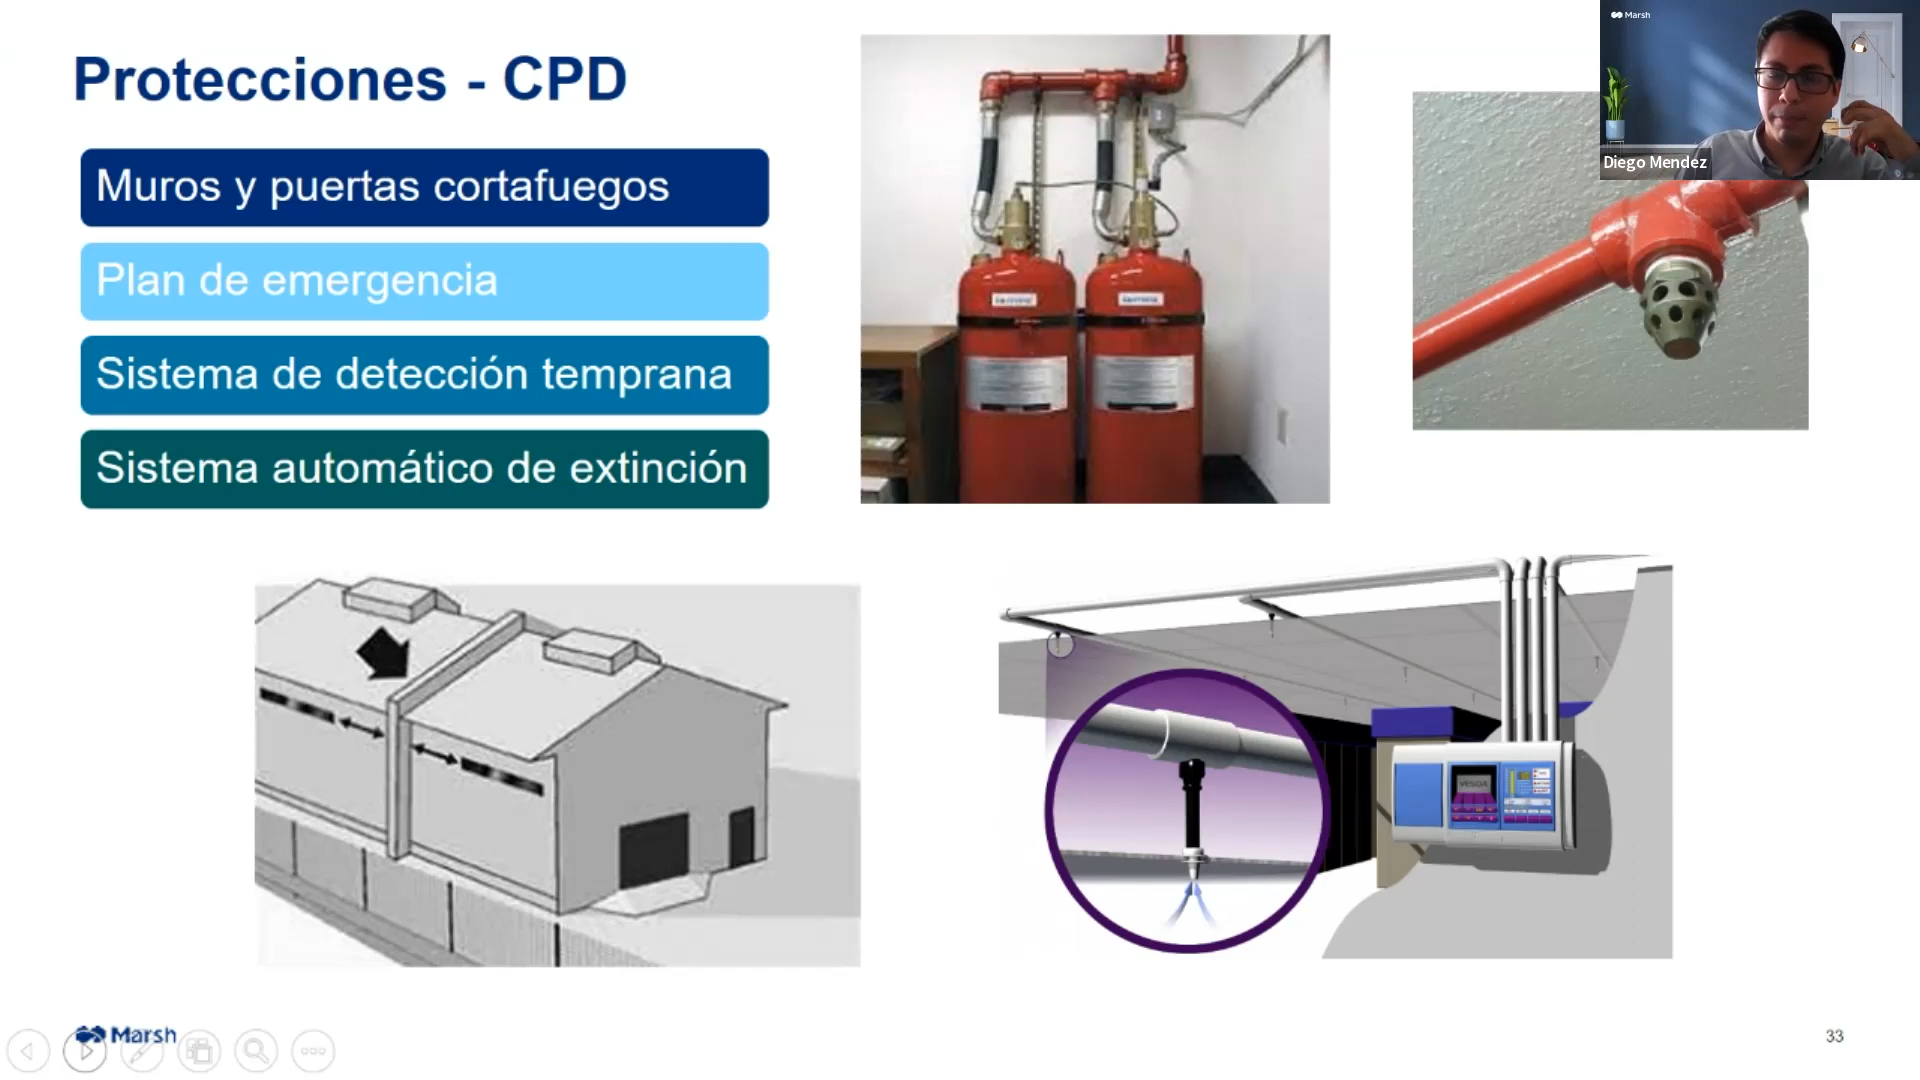 Protecciones - CPD
Muros y puertas cortafuegos
Plan de emergencia
Sistema de detección temprana
Sistema automático de extinción
Marsh
Diego Mendez
VESDA
Marsh
33